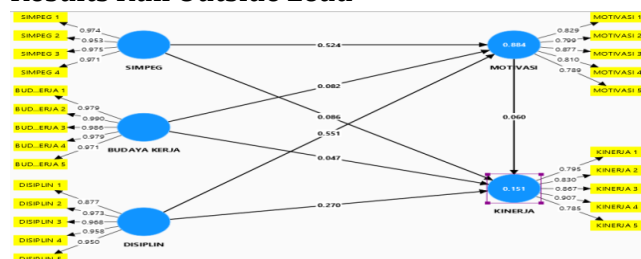 SIMPEG 1
SIMPEG 2
SIMPEG 3
SIMPEG 4
0.974
0.953
0.975
0.971
SIMPEG
BUD...ERJA 1
BUD...ERJA 2
BUD...ERJA 3
BUD...ERJA 4
BUD...ERJA 5
0.979
0.990
0.986
0.979
0.971
BUDAYA KERJA
DISIPLIN 1
DISIPLIN 2
DISIPLIN 3
DISIPLIN 4
0.877
0.973
0.968
0.958
0.950
DISIPLIN
0.524
0.082
0.086
0.551
0.047
0.270
0.060
0.884
MOTIVASI
0.829
0.799
0.877
0.810
0.789
MOTIVASI 1
MOTIVASI 2
MOTIVASI 3
MOTIVASI 4
MOTIVASI 5
0.151
KINERJA
0.795
0.830
0.867
0.907
0.785
KINERJA 1
KINERJA 2
KINERJA 3
KINERJA 4
KINERJA 5